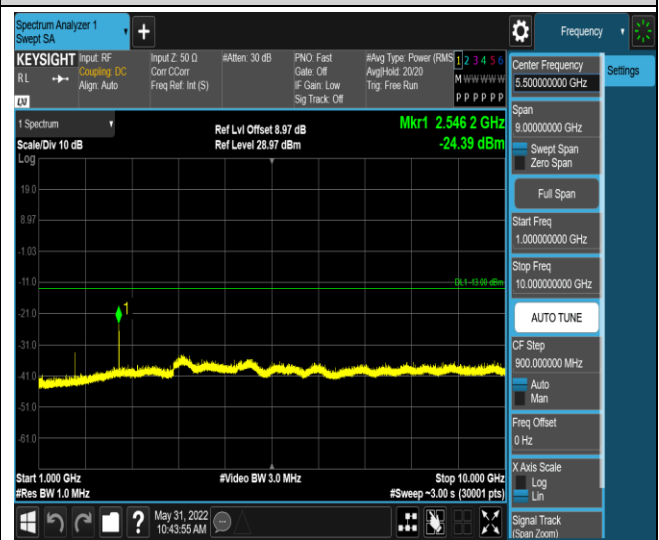 Spectrum Analyzer 1
Swept SA
+
Frequency
KEYSIGHT
RL
Input: RF
Coupling: DC
Align: Auto
Input Z: 50 Ω
Corr CCorr
Freq Ref: Int (S)
#Atten: 30 dB
PNO: Fast
Gate: Off
IF Gain: Low
Sig Track: Off
#Avg Type: Power (RMS
Avg|Hold: 20/20
Trig: Free Run
1 2 3 4 5 6
M W W W W W
P P P P P P
LXI
1 Spectrum
Scale/Div 10 dB
Log
Ref Lvl Offset 8.97 dB
Ref Level 28.97 dBm
Mkr1 2.546 2 GHz
-24.39 dBm
19.0
8.97
-1.03
-11.0
DL1 -13.00 dBm
1
-21.0
-31.0
-41.0
-51.0
-61.0
Start 1.000 GHz
#Res BW 1.0 MHz
#Video BW 3.0 MHz
Stop 10.000 GHz
#Sweep ~3.00 s (30001 pts)
?
May 31, 2022
10:43:55 AM
Center Frequency
5.500000000 GHz
Settings
Span
9.00000000 GHz
Swept Span
Zero Span
Full Span
Start Freq
1.000000000 GHz
Stop Freq
10.000000000 GHz
AUTO TUNE
CF Step
900.000000 MHz
Auto
Man
Freq Offset
0 Hz
X Axis Scale
Log
Lin
Signal Track
(Span Zoom)